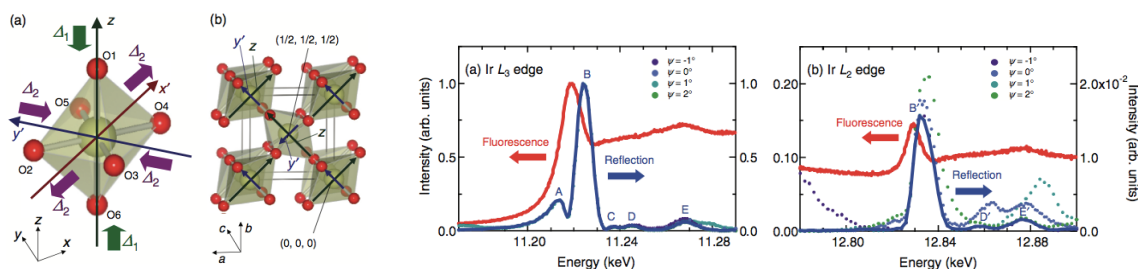 (a)
z
Δ1
O1
Δ2
Δ2
x'
O5
O4
y'
O2
O3
Δ2
Δ2
O6
Δ1
z
y
x
(b)
y'
z
(1/2, 1/2, 1/2)
z
y'
c
b
a
(0, 0, 0)
(a) Ir L3 edge
B
ψ = -1°
ψ = 0°
ψ = 1°
ψ = 2°
Fluorescence
Reflection
A
C
D
E
Intensity (arb. units)
1.0
0.5
0.0
1.0
0.5
0.0
11.20
11.24
11.28
Energy (keV)
(b) Ir L2 edge
ψ = -1°
ψ = 0°
ψ = 1°
ψ = 2°
B'
Fluorescence
Reflection
D'
E'
0.20
0.10
0.00
2.0x10-2
1.0
0.0
Intensity (arb. units)
12.80
12.84
12.88
Energy (keV)